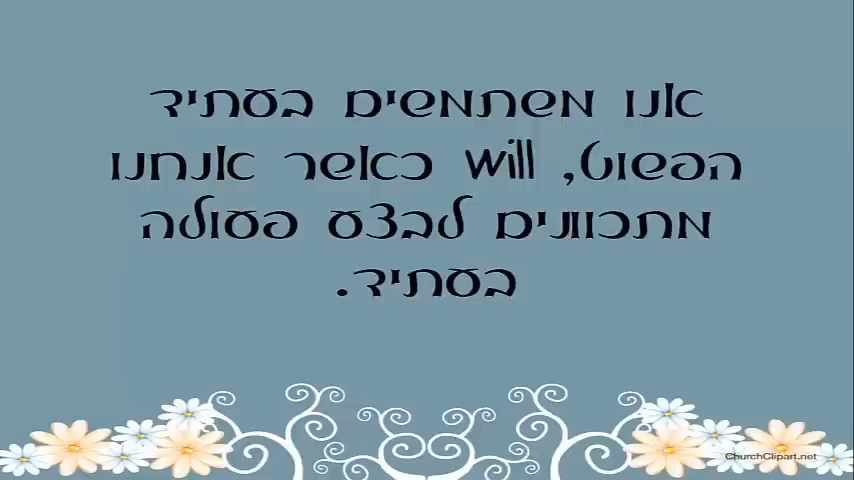 אנו משתמשים בעתיד
הפשוט, will כאשר אנחנו
מתכוונים לבצע פעולה
בעתיד.
ChurchClipart.net